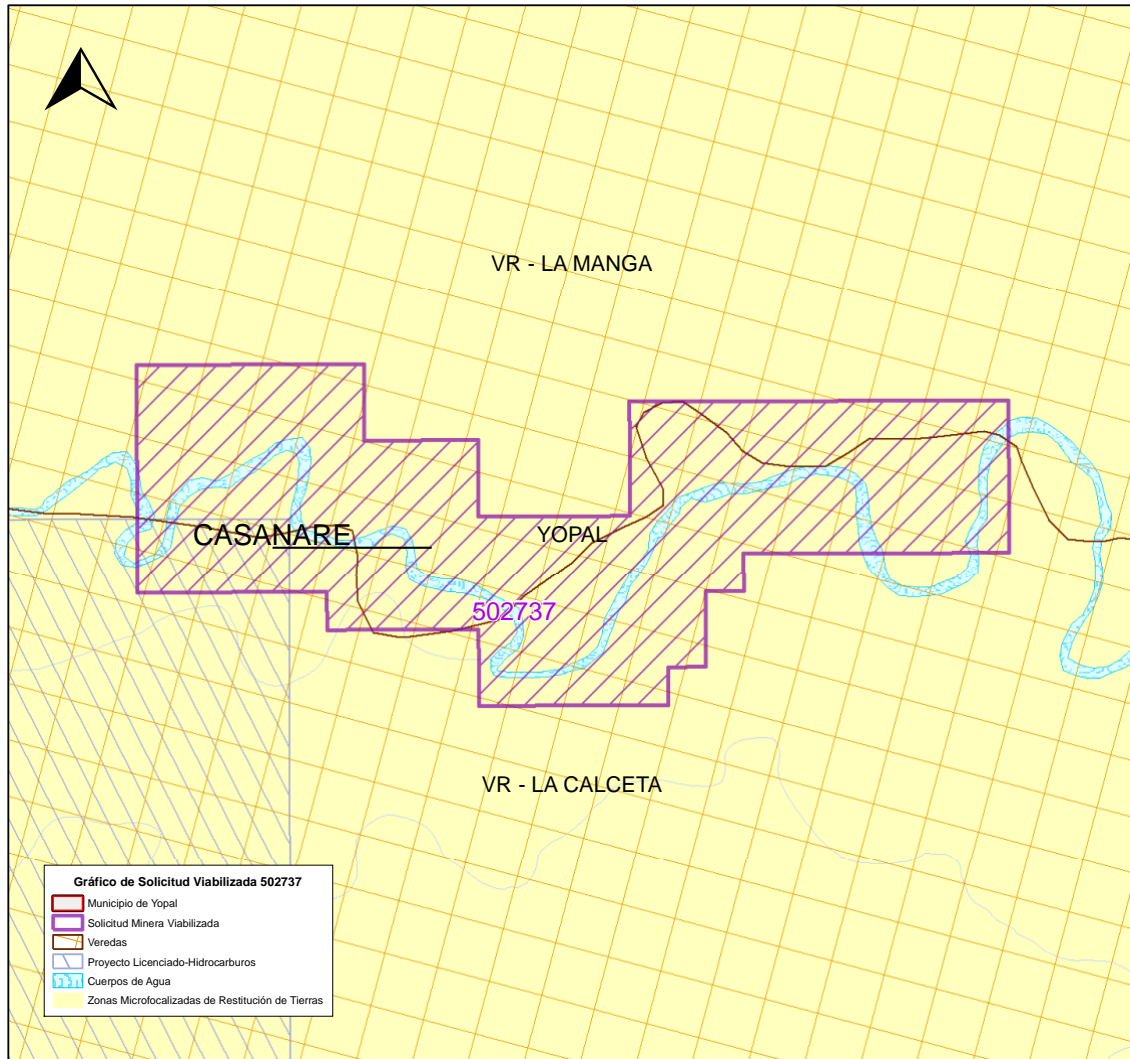 VR - LA MANGA
CASANARE
YOPAL
502737
VR - LA CALCETA
Gráfico de Solicitud Viabilizada 502737
Municipio de Yopal
Solicitud Minera Viabilizada
Veredas
Proyecto Licenciado-Hidrocarburos
Cuerpos de Agua
Zonas Microfocalizadas de Restitución de Tierras